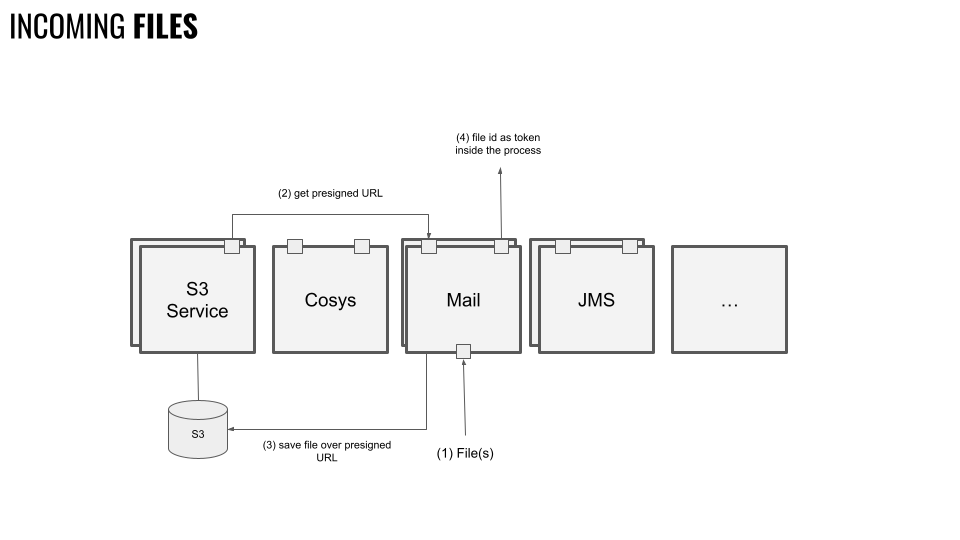 INCOMING FILES
(4) file id as token
inside the process
(2) get presigned URL
S3
Service
Cosys
Mail
JMS
...
S3
(3) save file over presigned
URL
(1) File(s)